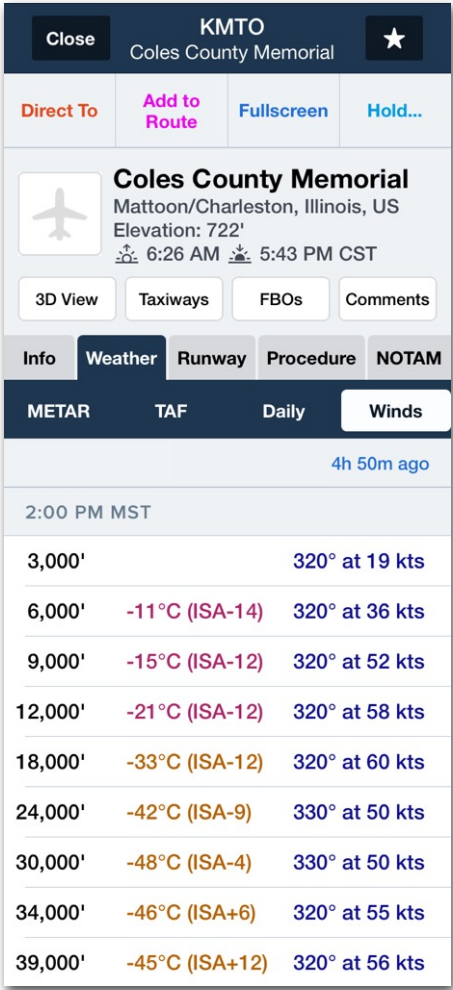 Close
KMTO
Coles County Memorial
Direct To
Add to
Route
Fullscreen
Hold...
Coles County Memorial
Mattoon/Charleston, Illinois, US
Elevation: 722'
6:26 AM 5:43 PM CST
3D View Taxiways FBOs Comments
Info Weather Runway Procedure NOTAM
METAR TAF Daily Winds
4h 50m ago
2:00 PM MST
3,000' 320° at 19 kts
6,000' -11°C (ISA-14) 320° at 36 kts
9,000' -15°C (ISA-12) 320° at 52 kts
12,000' -21°C (ISA-12) 320° at 58 kts
18,000' -33°C (ISA-12) 320° at 60 kts
24,000' -42°C (ISA-9) 330° at 50 kts
30,000' -48°C (ISA-4) 330° at 50 kts
34,000' -46°C (ISA+6) 320° at 55 kts
39,000' -45°C (ISA+12) 320° at 56 kts